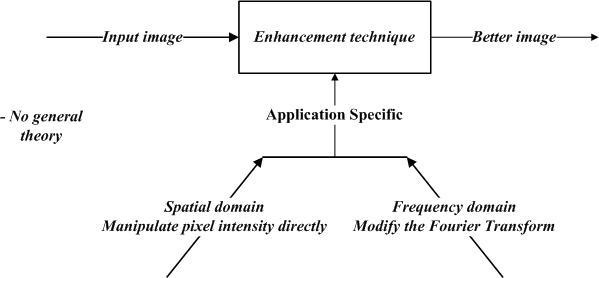 Input image
Enhancement technique
Better image
- No general
theory
Application Specific
Spatial domain
Manipulate pixel intensity directly
Frequency domain
Modify the Fourier Transform